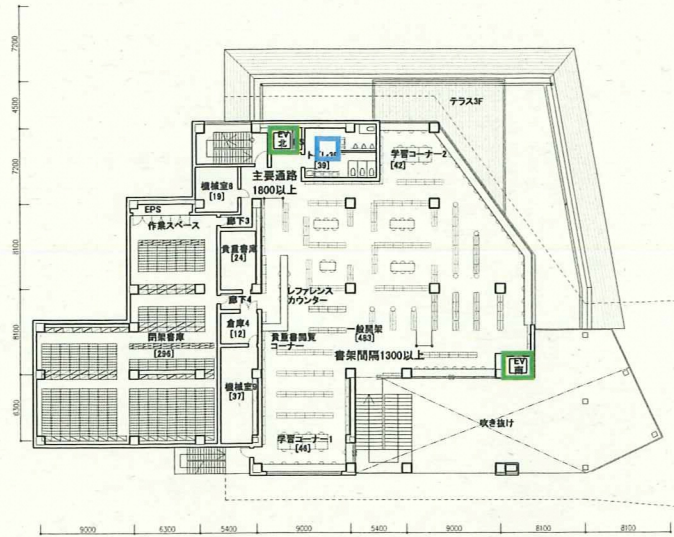 テラス3F
EV
北
学習コーナー2
[42]
[39]
主要通路
1800以上
機械室8
[19]
EPS
作業スペース
廊下3
貴重書庫
[24]
レファレンス
カウンター
廊下4
倉庫4
[12]
一般開架
[483]
閉架書庫
[296]
貴重書閲覧
コーナー
書架間隔1300以上
EV
南
機械室9
[37]
吹き抜け
学習コーナー1
[46]
7200
4500
7200
8100
8100
6300
9000
6300
5400
9000
5400
9000
8100
8100